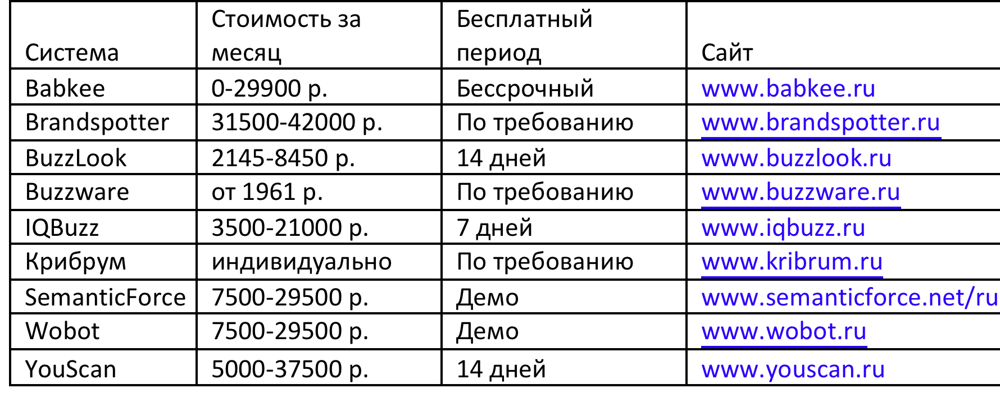 Система Стоимость за месяц Бесплатный период Сайт
Babkee 0-29900 р. Бессрочный www.babkee.ru
Brandspotter 31500-42000 р. По требованию www.brandspotter.ru
BuzzLook 2145-8450 р. 14 дней www.buzzlook.ru
Buzzware от 1961 р. По требованию www.buzzware.ru
IQBuzz 3500-21000 р. 7 дней www.iqbuzz.ru
Крибрум индивидуально По требованию www.kribrum.ru
SemanticForce 7500-29500 р. Демо www.semanticforce.net/ru
Wobot 7500-29500 р. Демо www.wobot.ru
YouScan 5000-37500 р. 14 дней www.youscan.ru